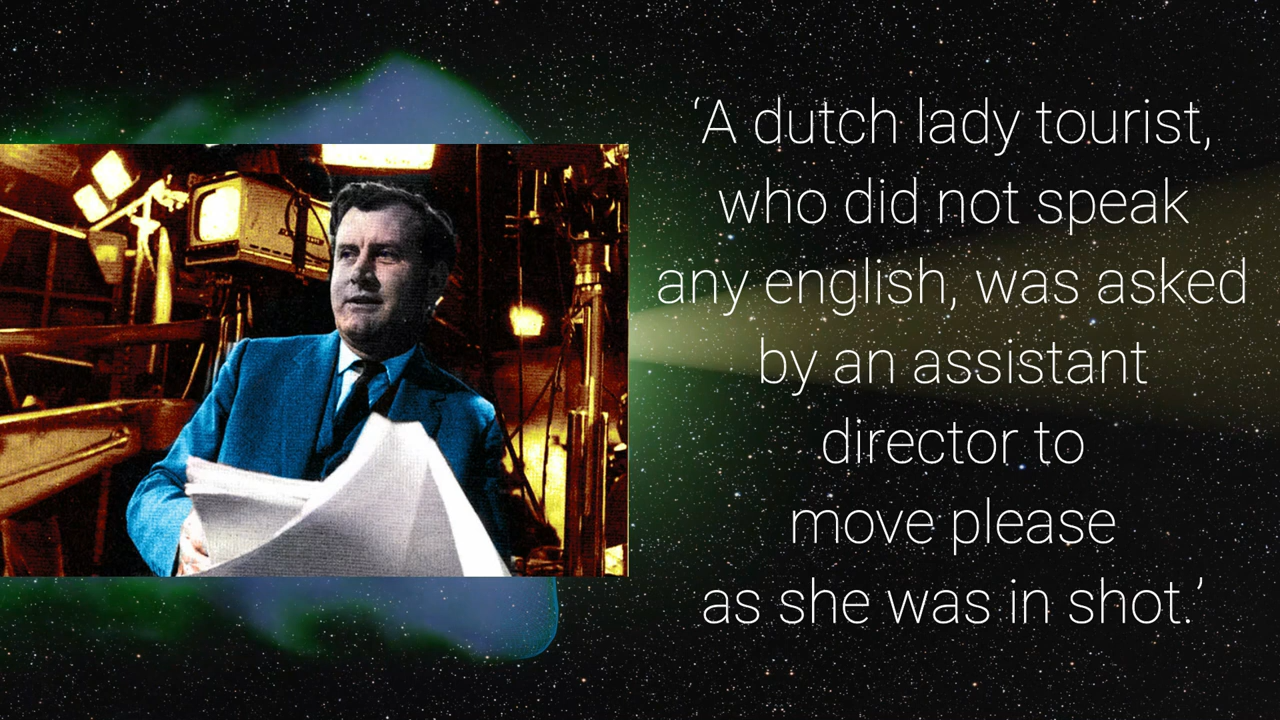 ‘A dutch lady tourist,
who did not speak
any english, was asked
by an assistant
director to
move please
as she was in shot.’